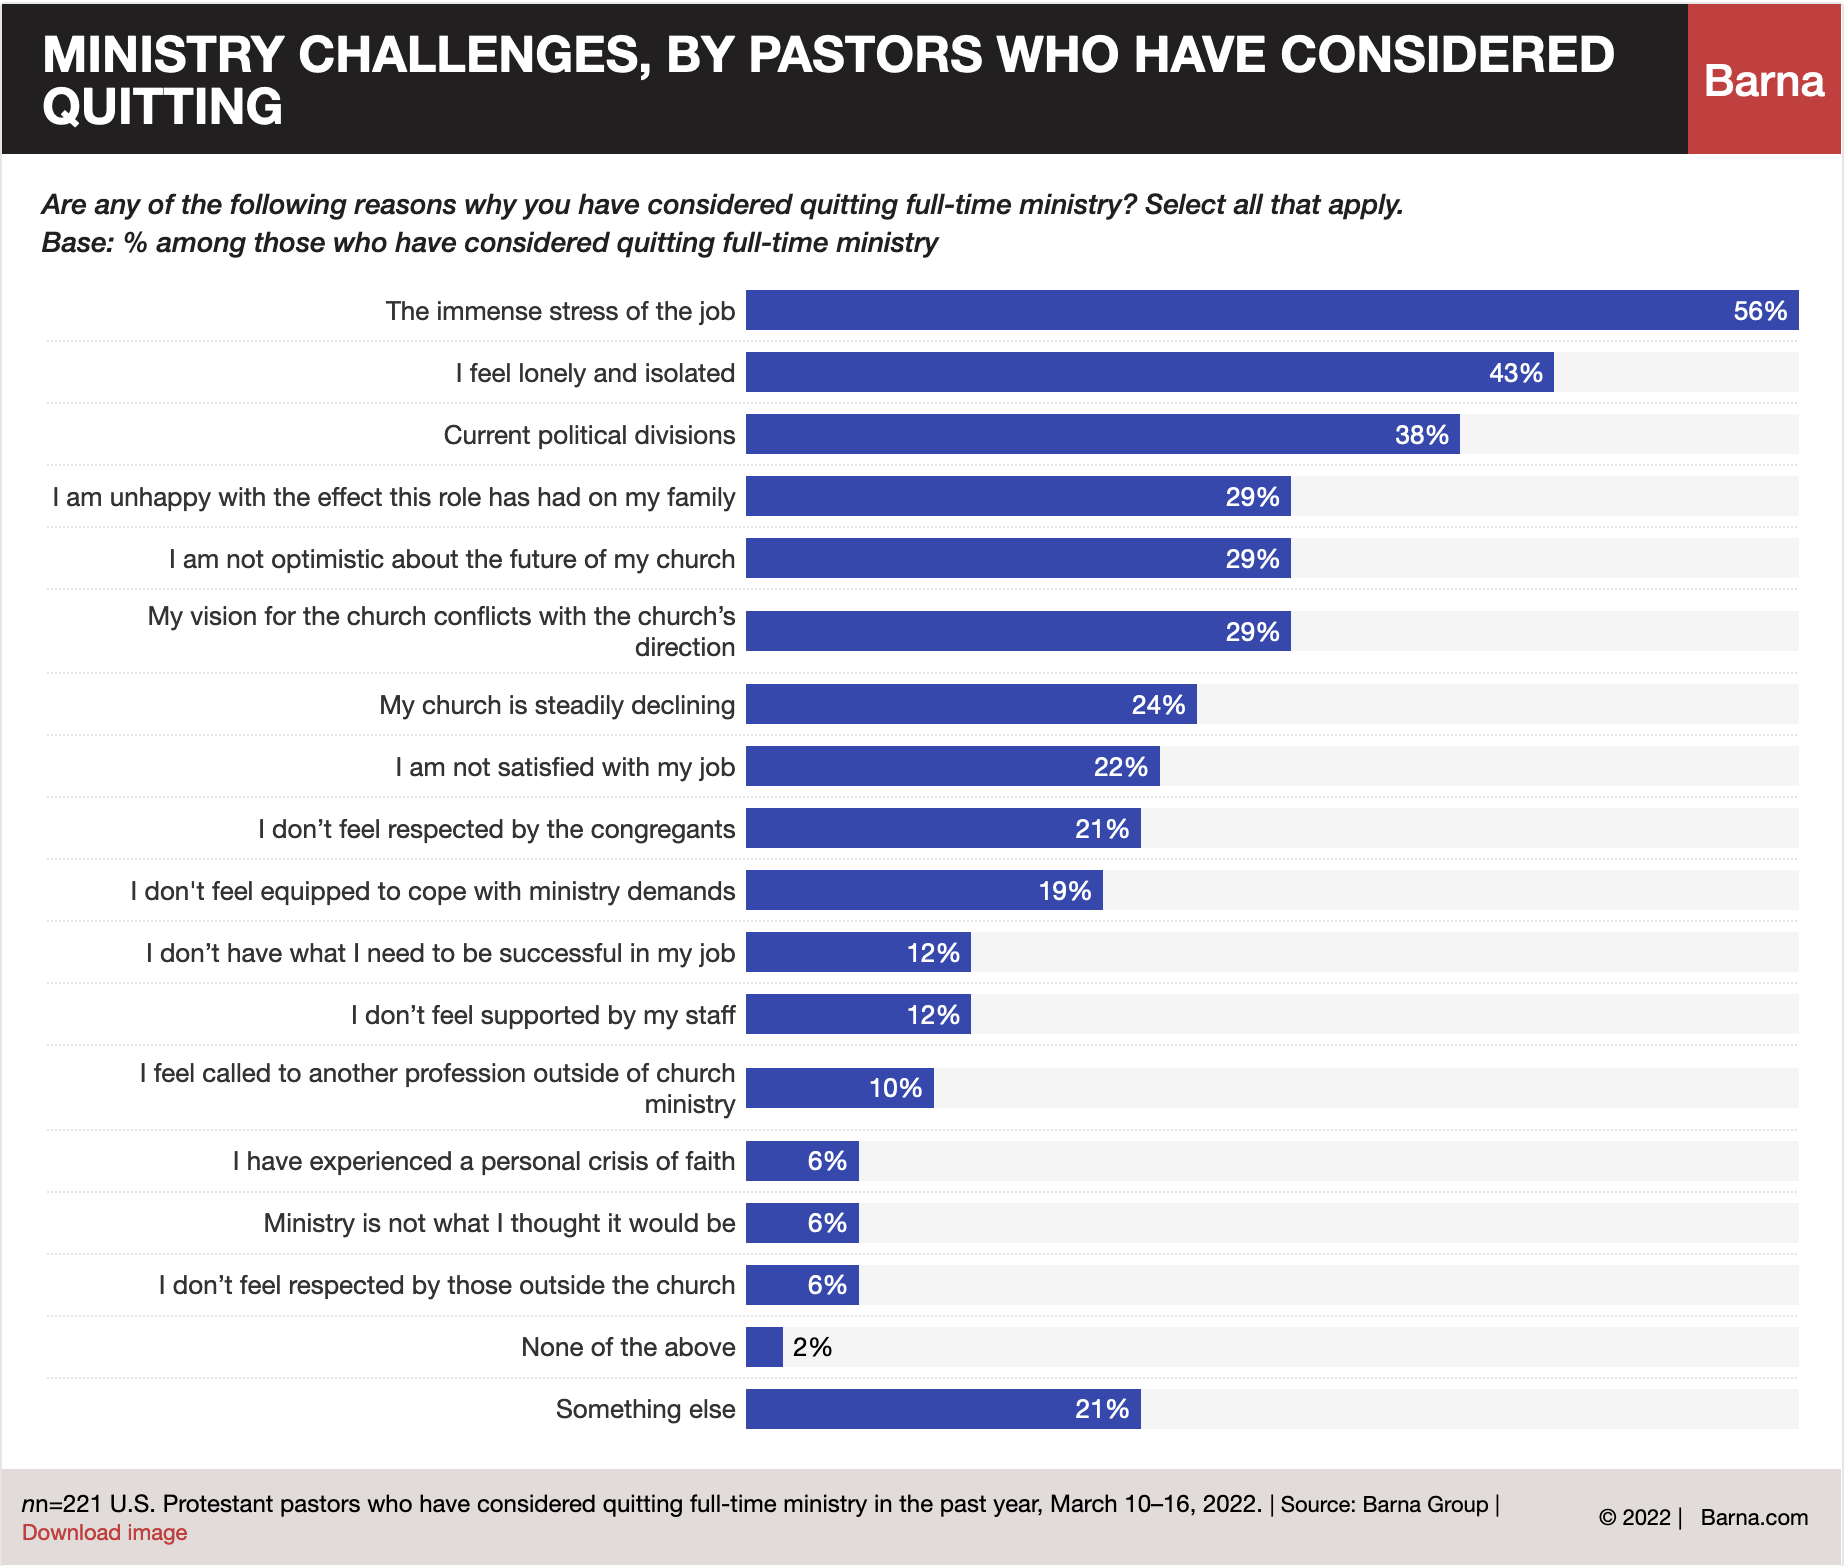 MINISTRY CHALLENGES, BY PASTORS WHO HAVE CONSIDERED
QUITTING
Barna
Are any of the following reasons why you have considered quitting full-time ministry? Select all that apply.
Base: % among those who have considered quitting full-time ministry
The immense stress of the job 56%
I feel lonely and isolated 43%
Current political divisions 38%
I am unhappy with the effect this role has had on my family 29%
I am not optimistic about the future of my church 29%
My vision for the church conflicts with the church’s
direction 29%
My church is steadily declining 24%
I am not satisfied with my job 22%
I don’t feel respected by the congregants 21%
I don't feel equipped to cope with ministry demands 19%
I don’t have what I need to be successful in my job 12%
I don’t feel supported by my staff 12%
I feel called to another profession outside of church
ministry 10%
I have experienced a personal crisis of faith 6%
Ministry is not what I thought it would be 6%
I don’t feel respected by those outside the church 6%
None of the above 2%
Something else 21%
nn=221 U.S. Protestant pastors who have considered quitting full-time ministry in the past year, March 10–16, 2022. | Source: Barna Group |
Download image
© 2022 | Barna.com